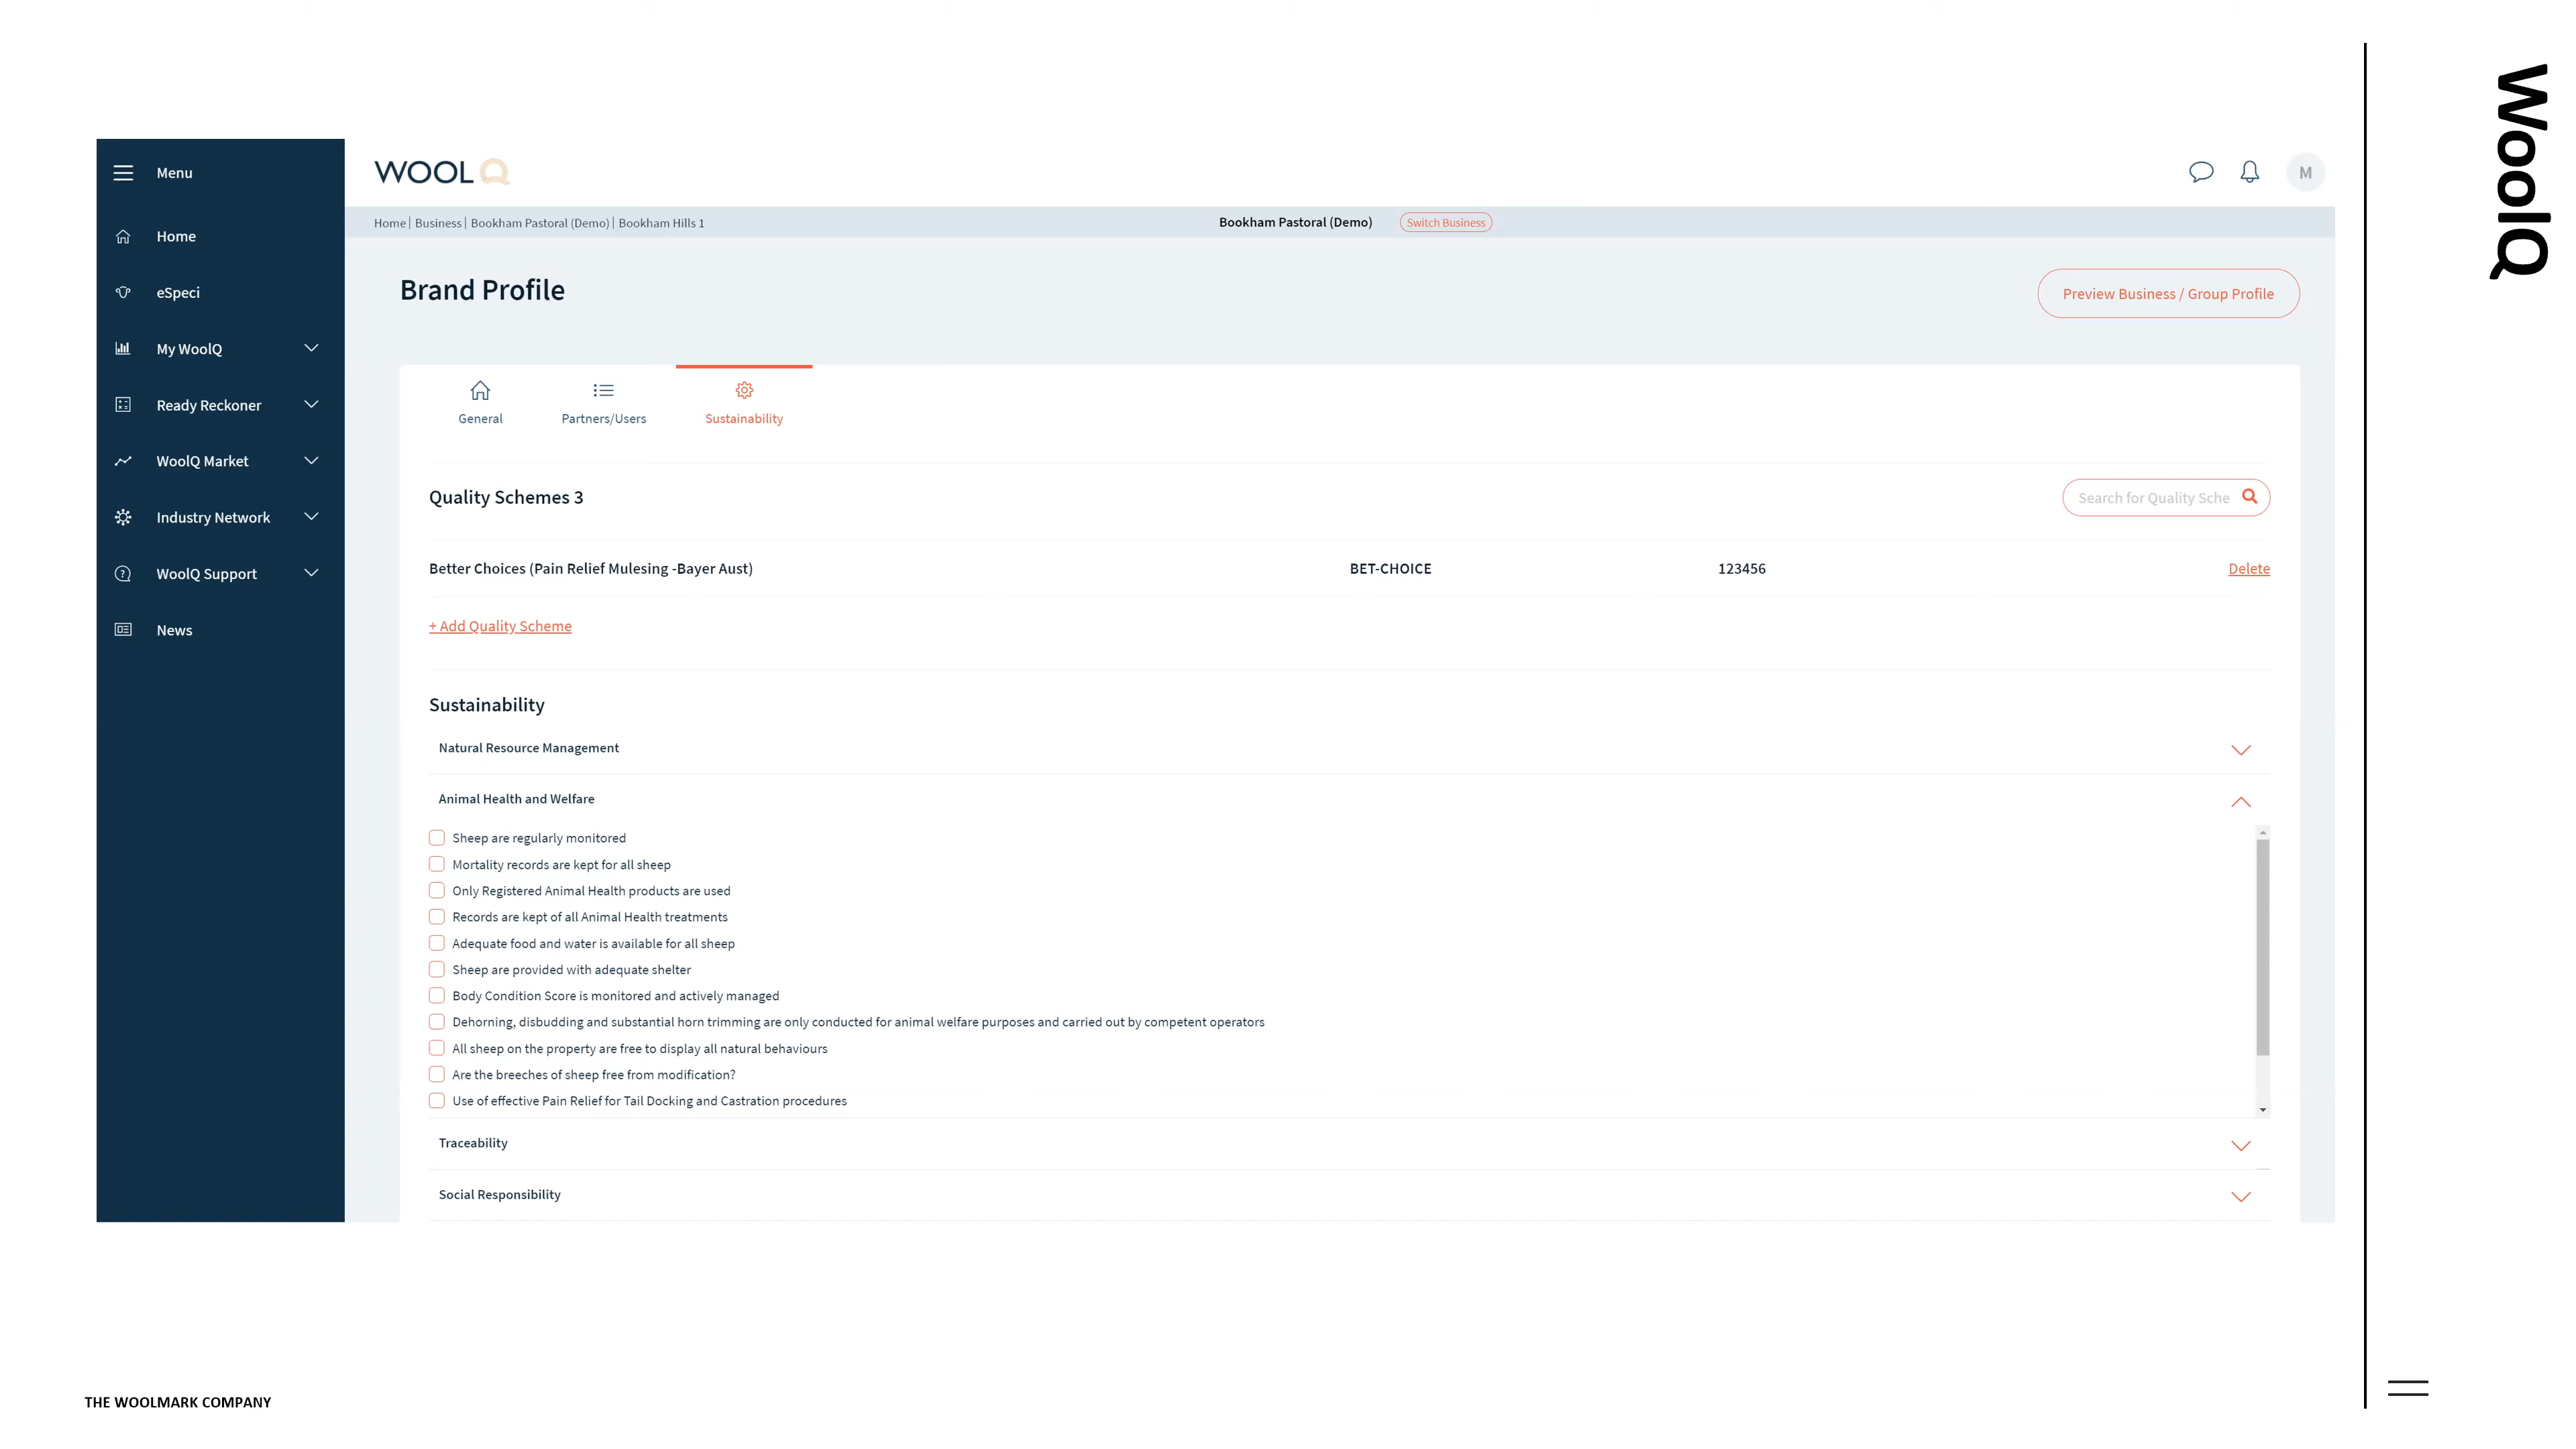 WoolQ
Menu
Home
eSpeci
My WoolQ
Ready Reckoner
WoolQ Market
Industry Network
WoolQ Support
News
WOOL Q
M
Home | Business | Bookham Pastoral (Demo) | Bookham Hills 1
Bookham Pastoral (Demo)
Switch Business
Brand Profile
Preview Business / Group Profile
General
Partners/Users
Sustainability
Quality Schemes 3
Search for Quality Sche
Better Choices (Pain Relief Mulesing -Bayer Aust)
BET-CHOICE
123456
Delete
+ Add Quality Scheme
Sustainability
Natural Resource Management
Animal Health and Welfare
Sheep are regularly monitored
Mortality records are kept for all sheep
Only Registered Animal Health products are used
Records are kept of all Animal Health treatments
Adequate food and water is available for all sheep
Sheep are provided with adequate shelter
Body Condition Score is monitored and actively managed
Dehorning, disbudding and substantial horn trimming are only conducted for animal welfare purposes and carried out by competent operators
All sheep on the property are free to display all natural behaviours
Are the breeches of sheep free from modification?
Use of effective Pain Relief for Tail Docking and Castration procedures
Traceability
Social Responsibility
THE WOOLMARK COMPANY